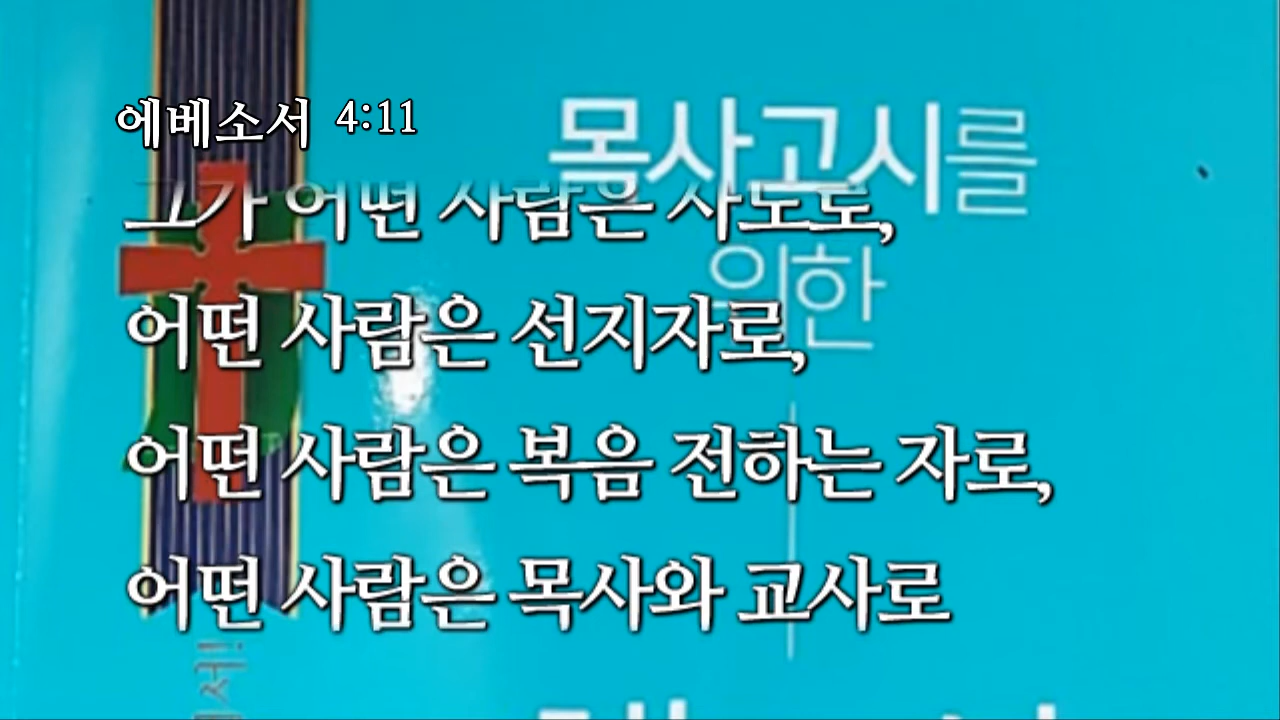 에베소서 4:11
목사고시를
그가 어떤 사람은 사도로,
위한
어떤 사람은 선지자로,
어떤 사람은 복음 전하는 자로,
어떤 사람은 목사와 교사로